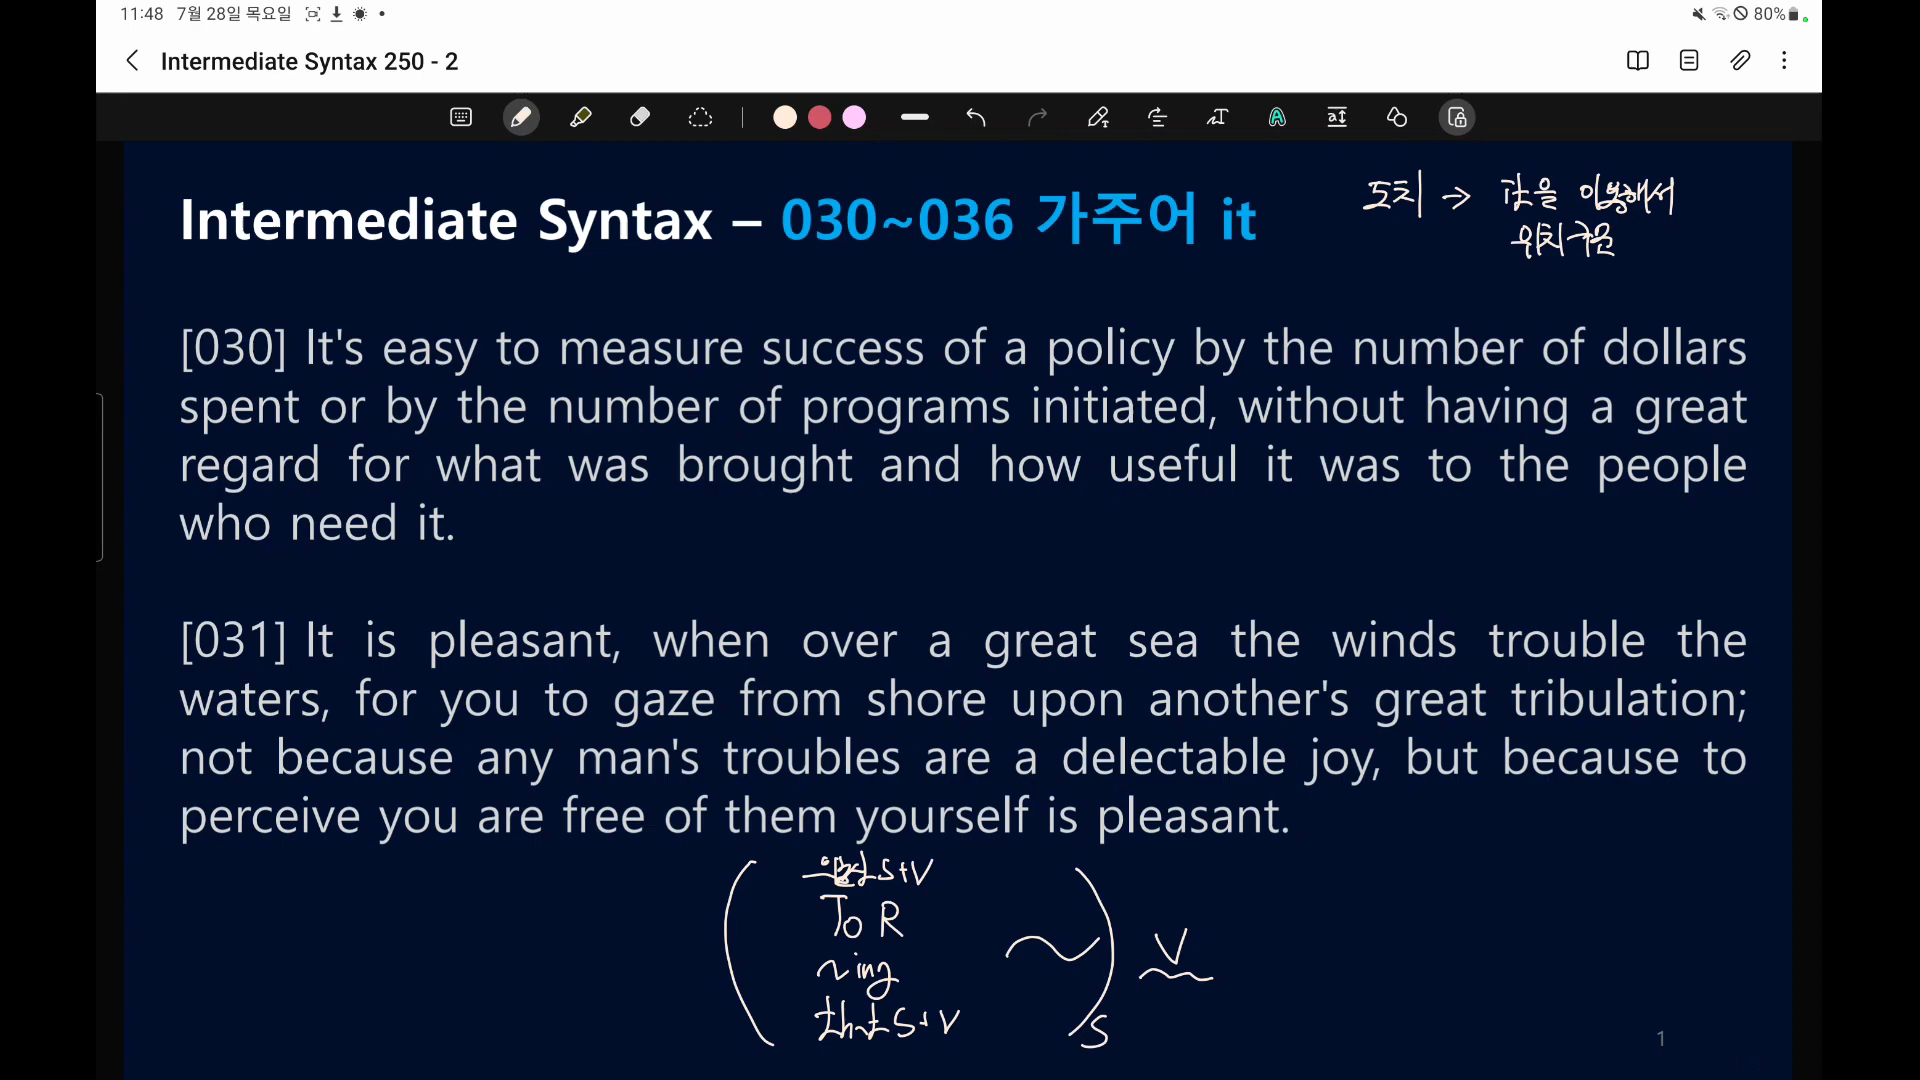 11:48 7월 28일 목요일
80%
Intermediate Syntax 250 - 2
Intermediate Syntax – 030~036 가주어 it
도치 → 감을 이용해서
위치 구문
[030] It's easy to measure success of a policy by the number of dollars
spent or by the number of programs initiated, without having a great
regard for what was brought and how useful it was to the people
who need it.
[031] It is pleasant, when over a great sea the winds trouble the
waters, for you to gaze from shore upon another's great tribulation;
not because any man's troubles are a delectable joy, but because to
perceive you are free of them yourself is pleasant.
S+V
To R
~ing
that S+V
S
V
1